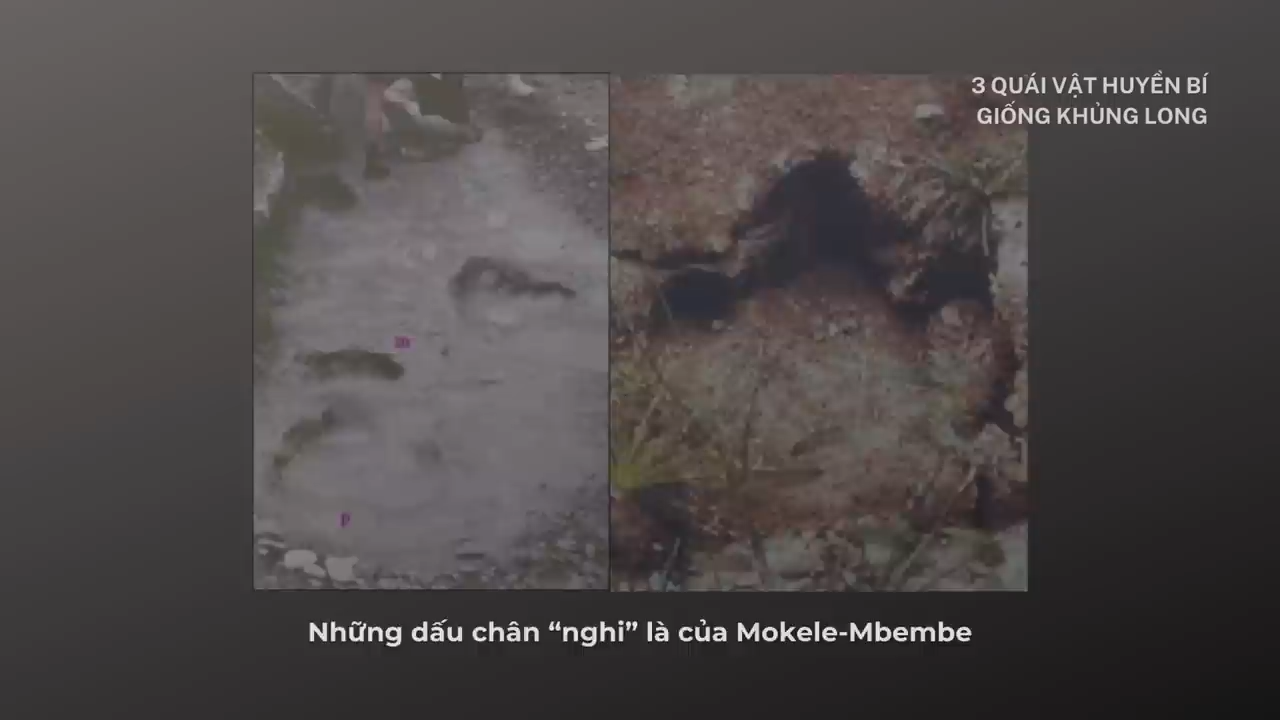 3 QUÁI VẬT HUYỀN BÍ
GIỐNG KHỦNG LONG
Những dấu chân “nghi” là của Mokele-Mbembe